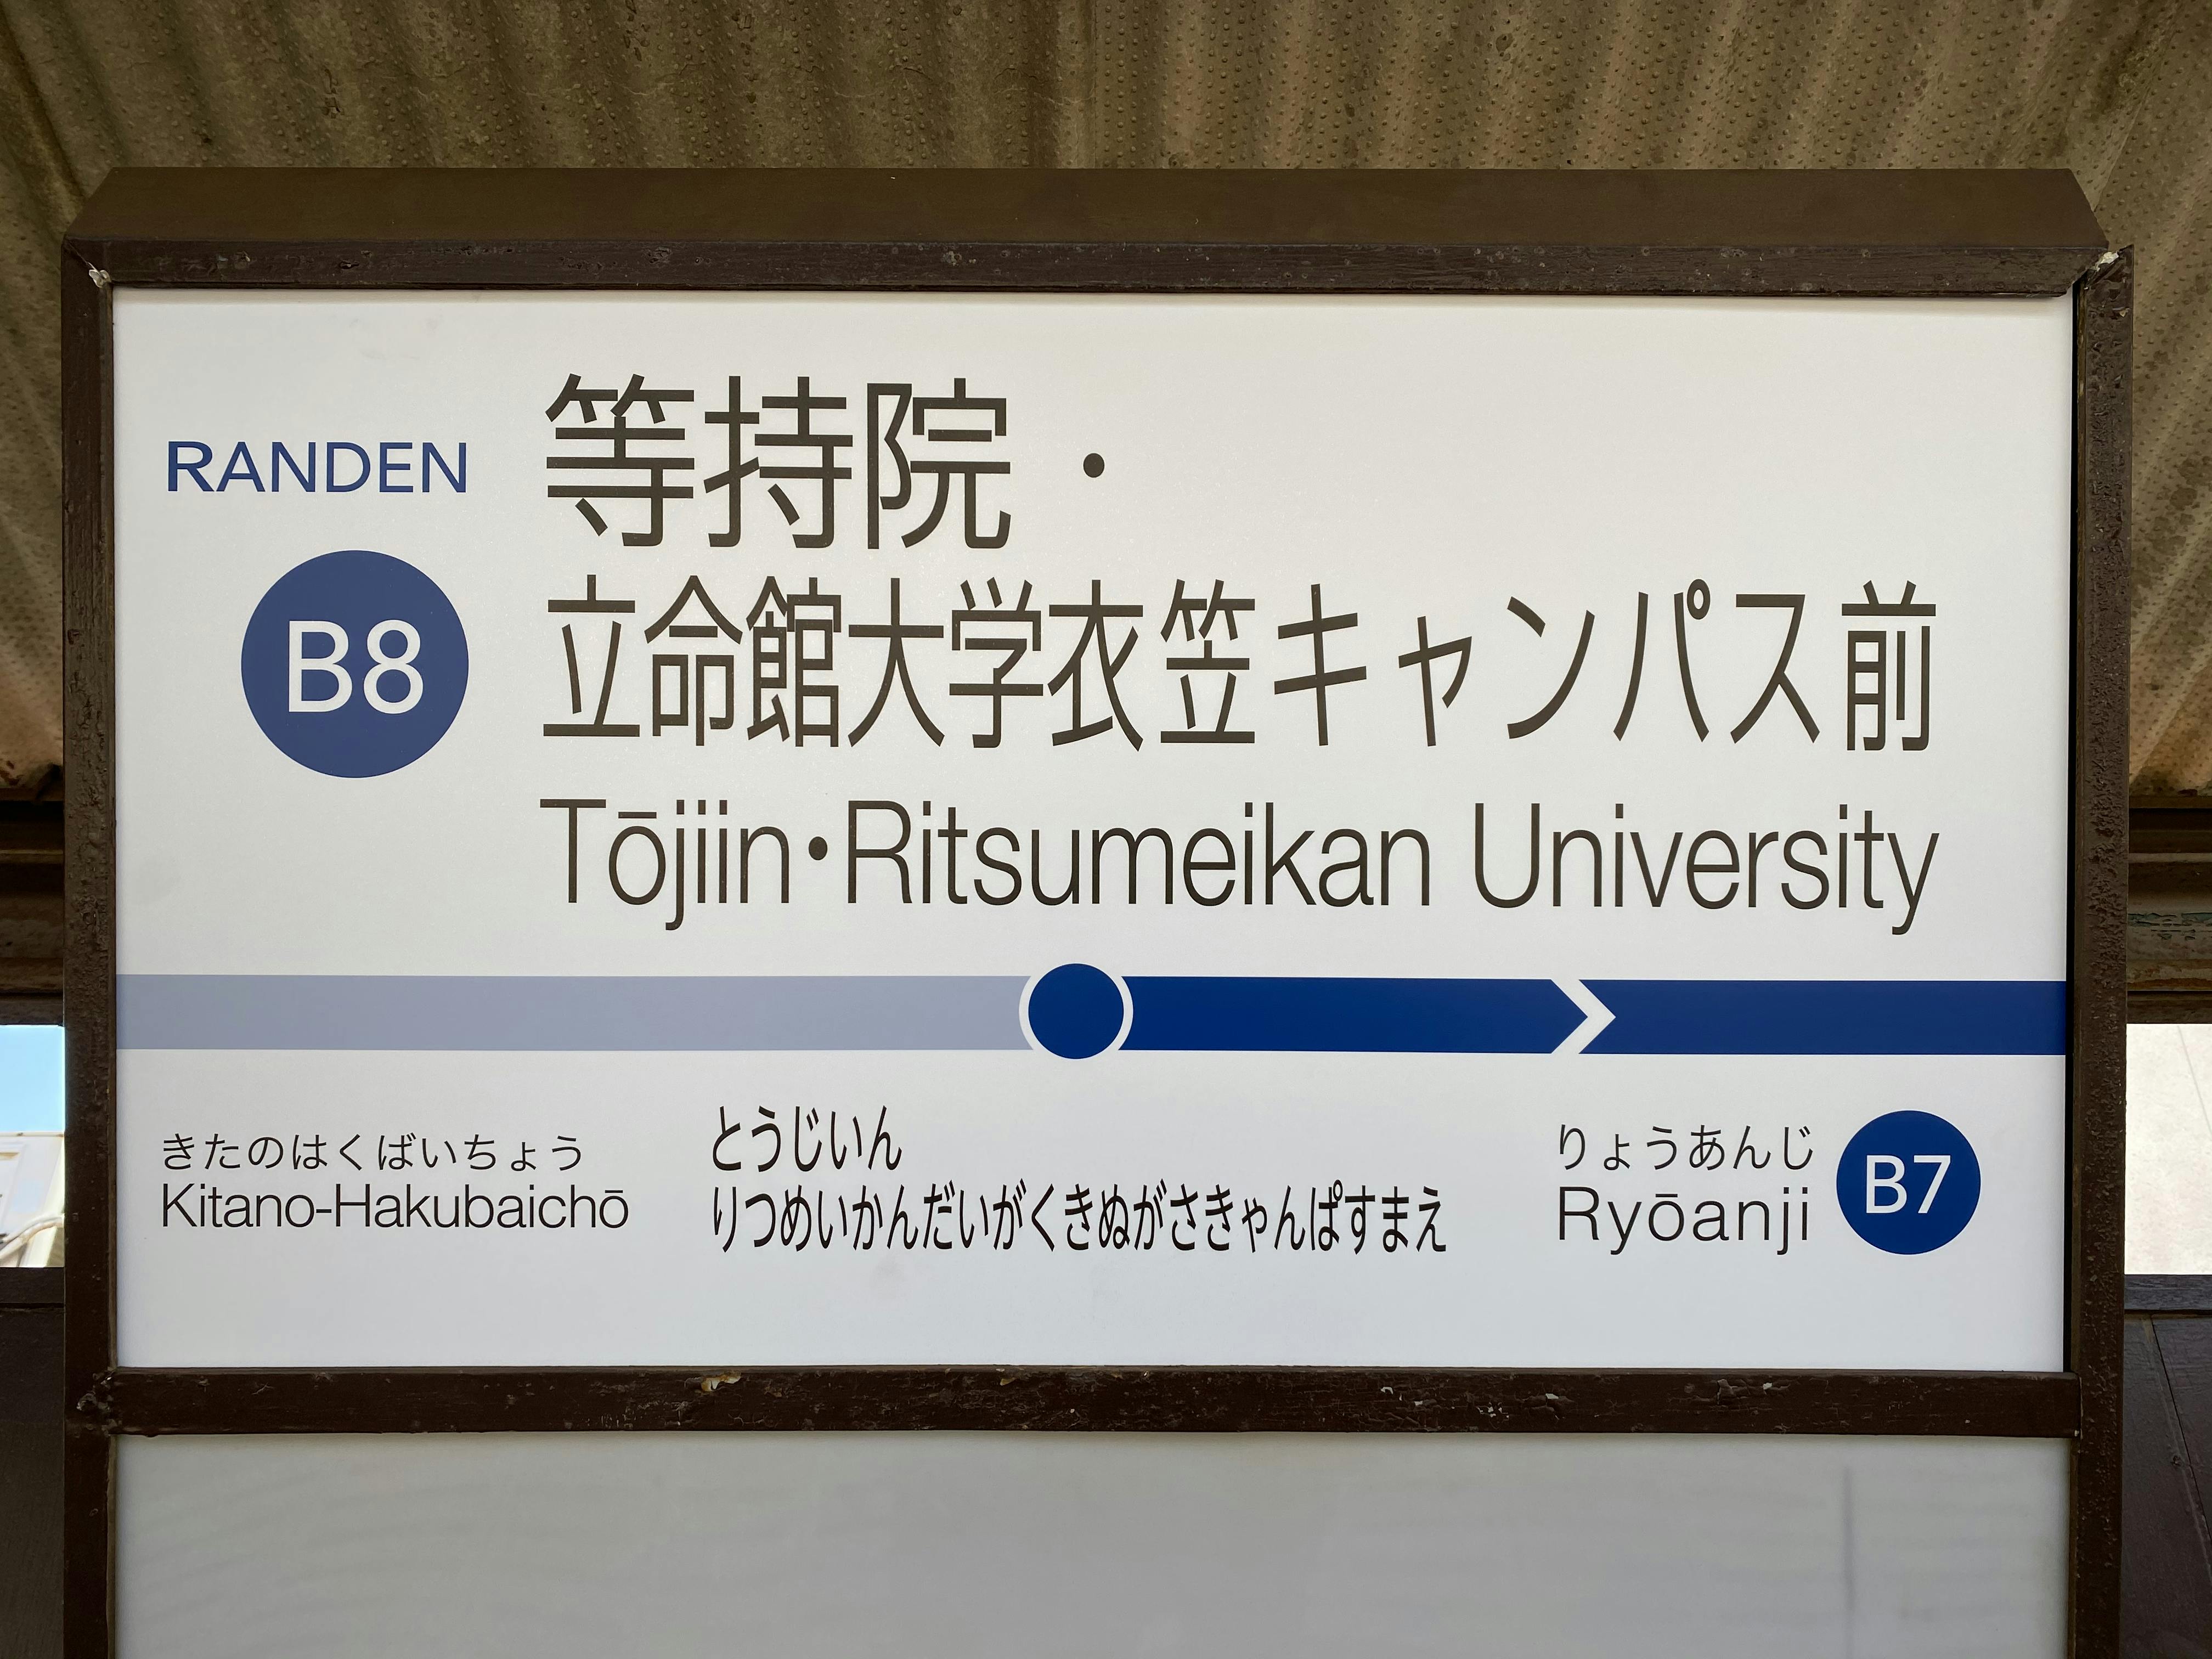 RANDEN
B8
等持院・
立命館大学衣笠キャンパス前
Tōjiin・Ritsumeikan University
きたのはくばいちょう
Kitano-Hakubaichō
とうじいん
りつめいかんだいがくきぬがさきゃんぱすまえ
りょうあんじ
Ryōanji
B7